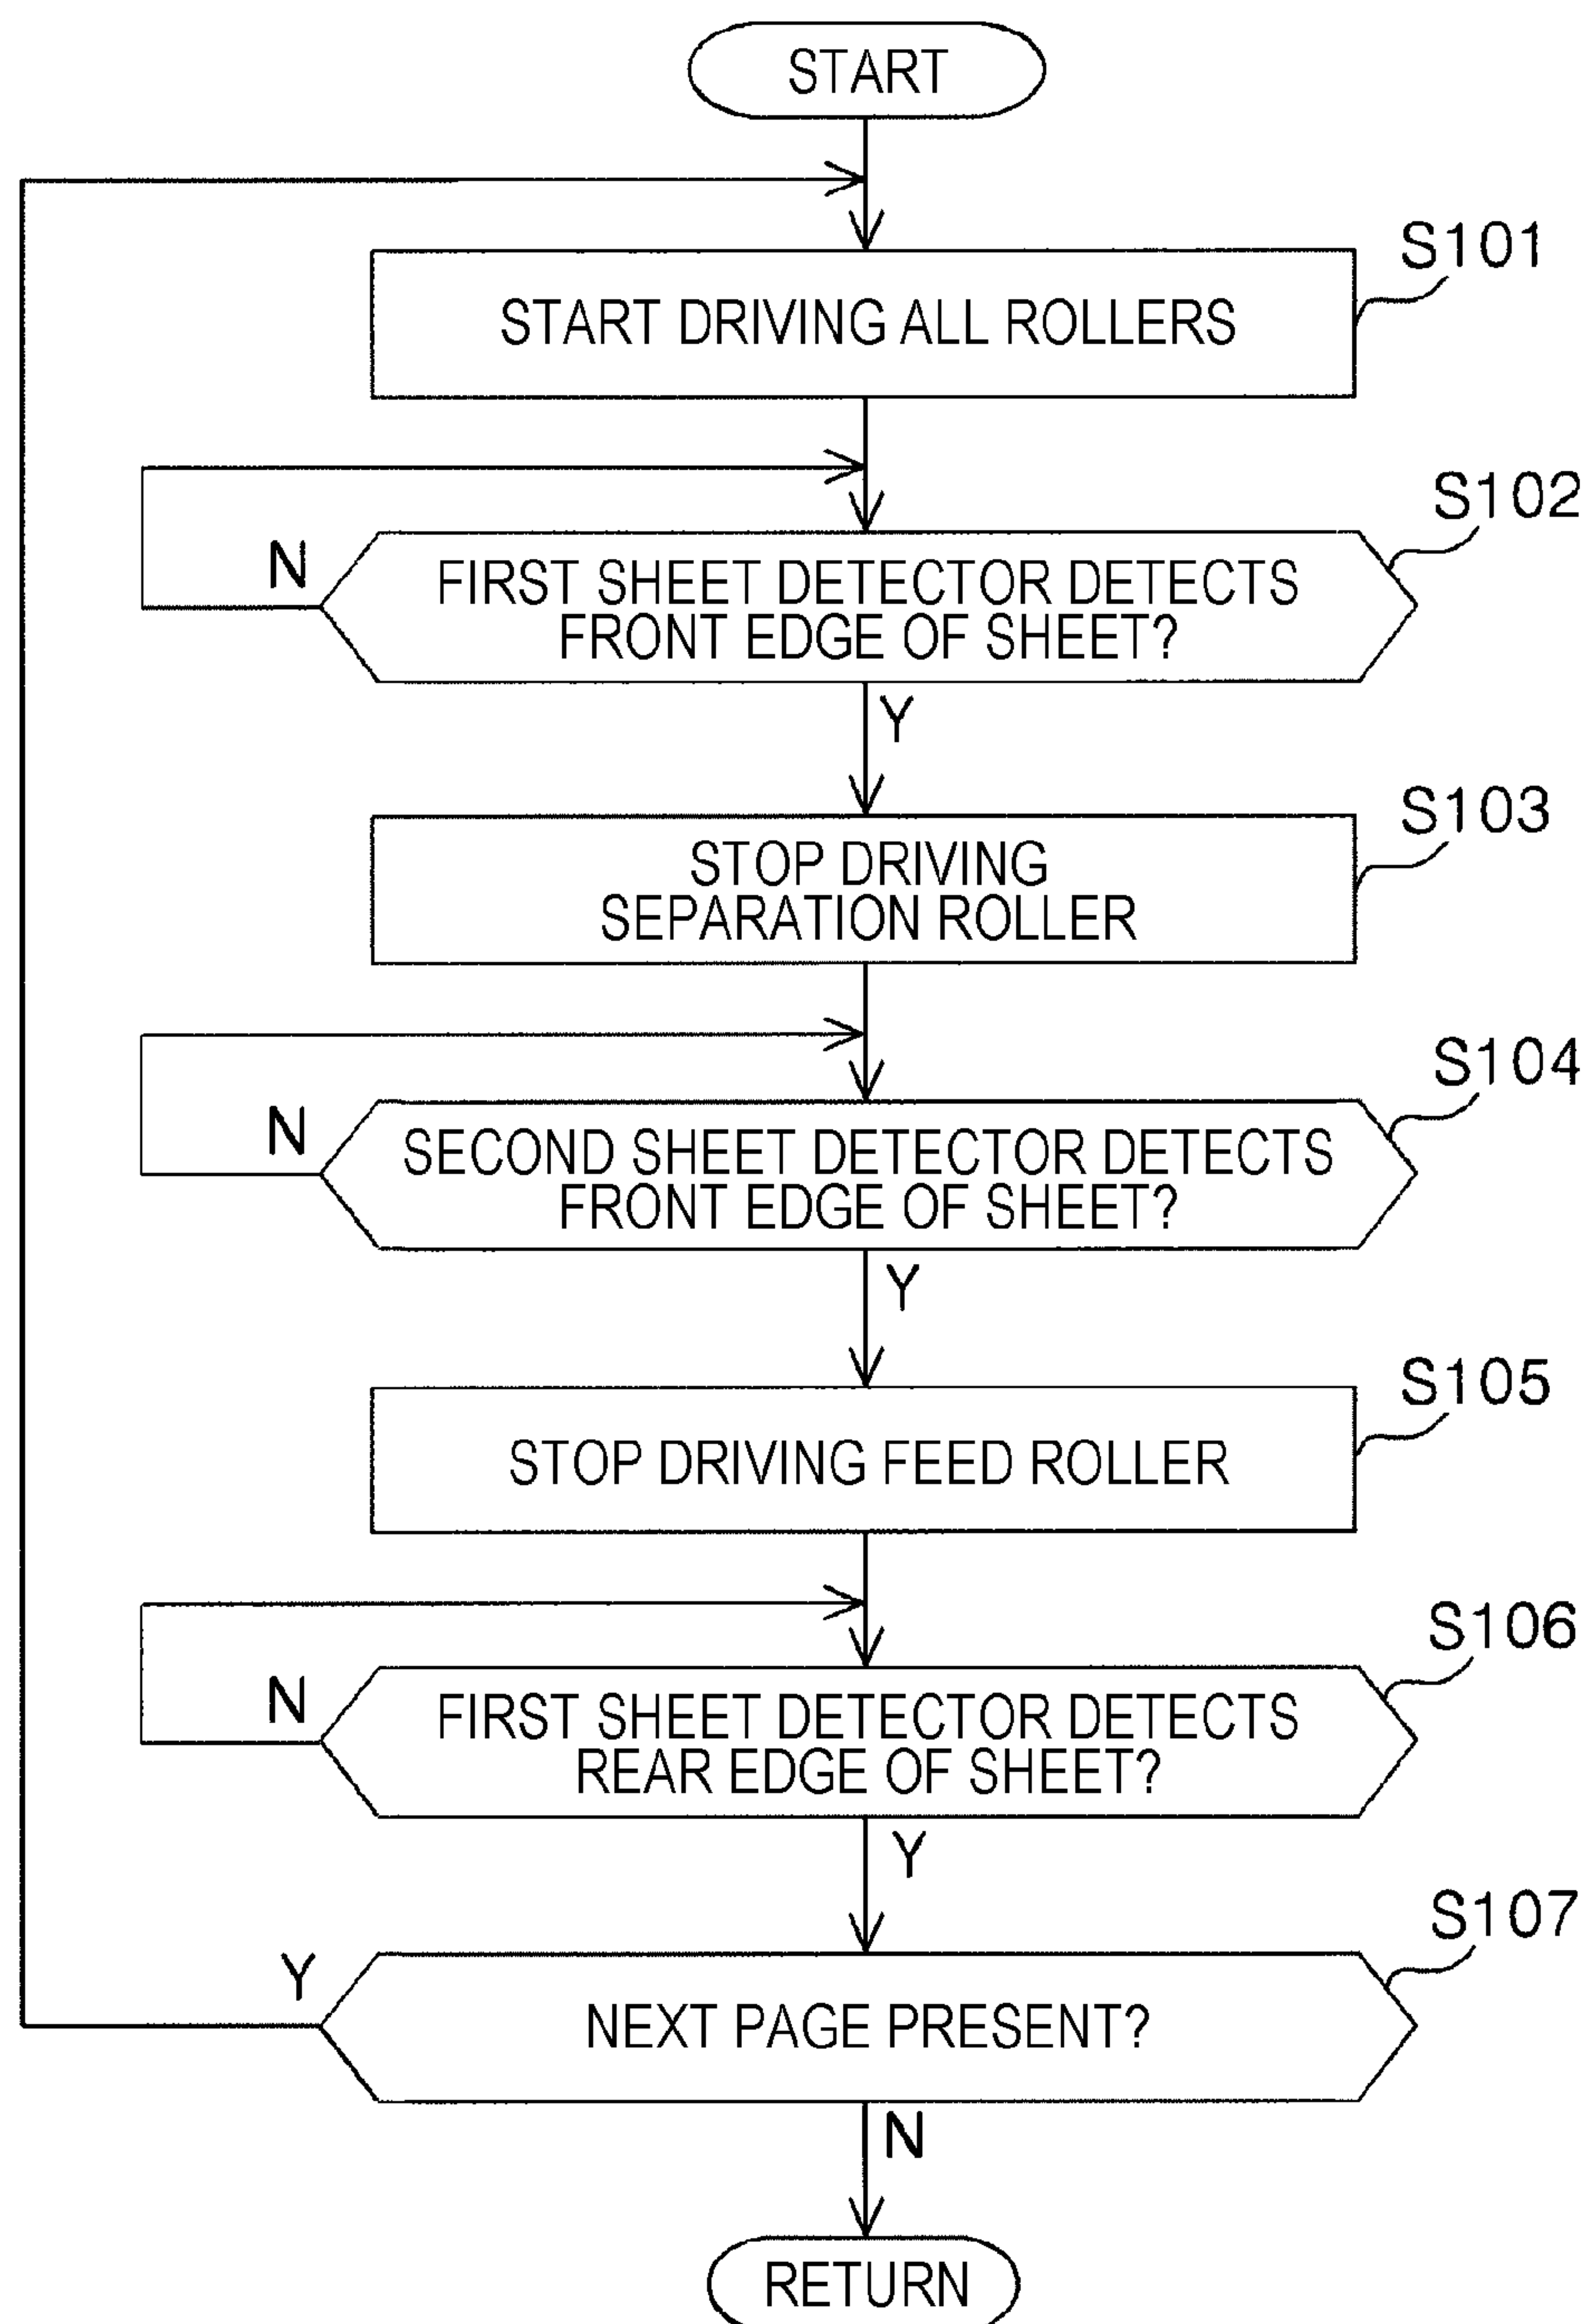 START
S101
START DRIVING ALL ROLLERS
S102
N
FIRST SHEET DETECTOR DETECTS
FRONT EDGE OF SHEET?
Y
S103
STOP DRIVING
SEPARATION ROLLER
S104
N
SECOND SHEET DETECTOR DETECTS
FRONT EDGE OF SHEET?
Y
S105
STOP DRIVING FEED ROLLER
S106
N
FIRST SHEET DETECTOR DETECTS
REAR EDGE OF SHEET?
Y
S107
Y
NEXT PAGE PRESENT?
N
RETURN